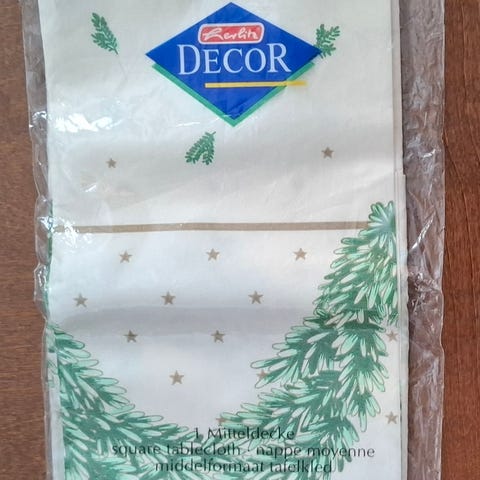 Herlitz
DECOR
1 Mitteldecke
square tablecloth · nappe moyenne
middelformaat tafelkleed